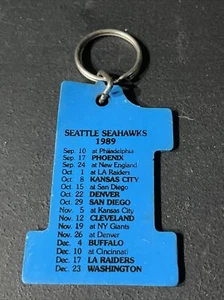 SEATTLE SEAHAWKS
1989
Sep. 10 at Philadelphia
Sep. 17 PHOENIX
Sep. 24 at New England
Oct. 1 at LA Raiders
Oct. 8 KANSAS CITY
Oct. 15 at San Diego
Oct. 22 DENVER
Oct. 29 SAN DIEGO
Nov. 5 at Kansas City
Nov. 12 CLEVELAND
Nov. 19 at NY Giants
Nov. 26 at Denver
Dec. 4 BUFFALO
Dec. 10 at Cincinnati
Dec. 17 LA RAIDERS
Dec. 23 WASHINGTON